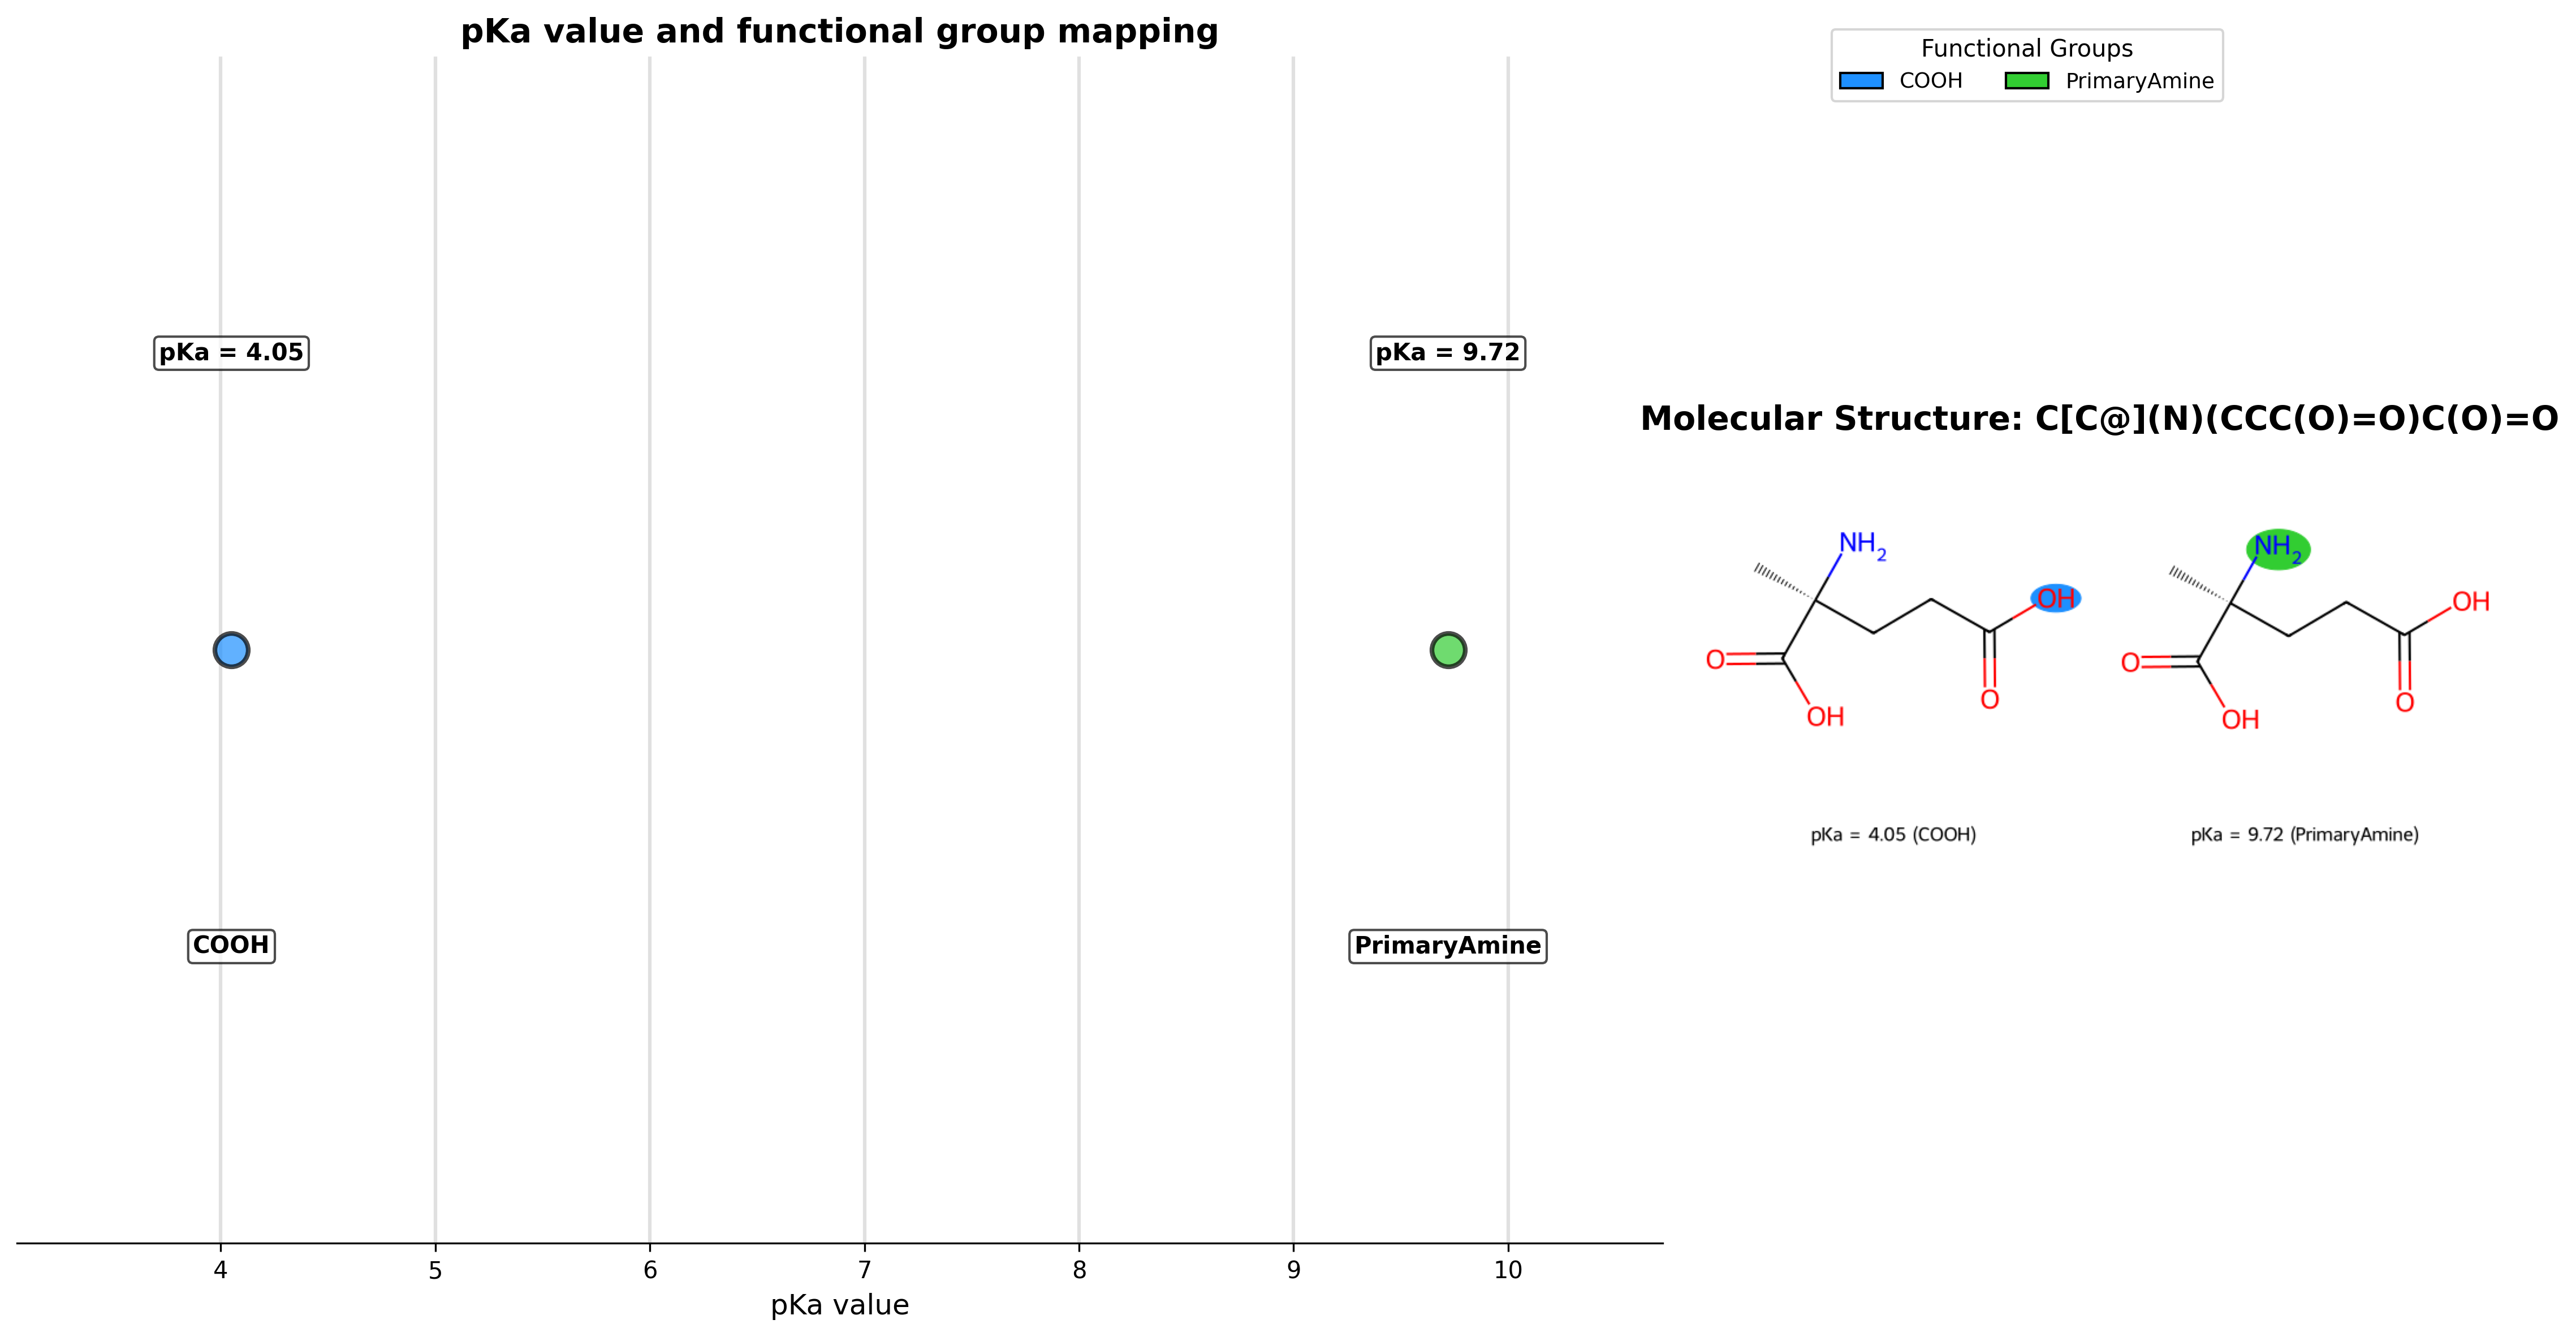 pKa value and functional group mapping
pKa = 4.05
pKa = 9.72
COOH
PrimaryAmine
4 5 6 7 8 9 10
pKa value
Functional Groups
COOH PrimaryAmine
Molecular Structure: C[C@](N)(CCC(O)=O)C(O)=O
NH2
OH
O
O
OH
NH2
OH
O
O
OH
pKa = 4.05 (COOH)
pKa = 9.72 (PrimaryAmine)